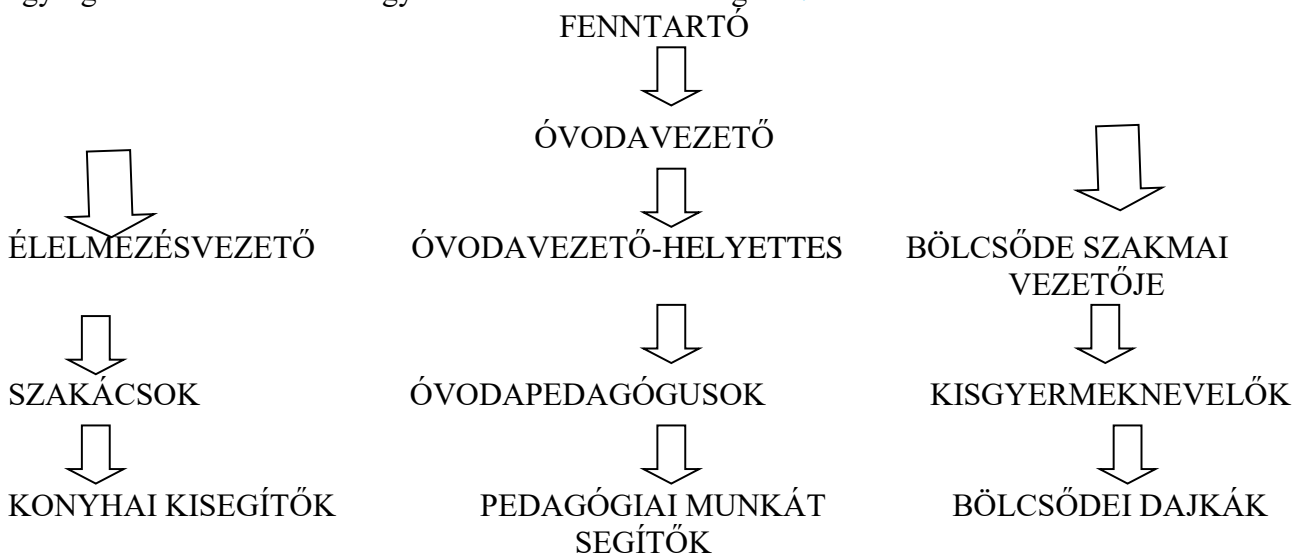 FENNTARTÓ
ÓVODAVEZETŐ
ÉLELMEZÉSVEZETŐ ÓVODAVEZETŐ-HELYETTES BÖLCSŐDE SZAKMAI
VEZETŐJE
SZAKÁCSOK ÓVODAPEDAGÓGUSOK KISGYERMEKNEVELŐK
KONYHAI KISEGÍTŐK PEDAGÓGIAI MUNKÁT BÖLCSŐDEI DAJKÁK
SEGÍTŐK